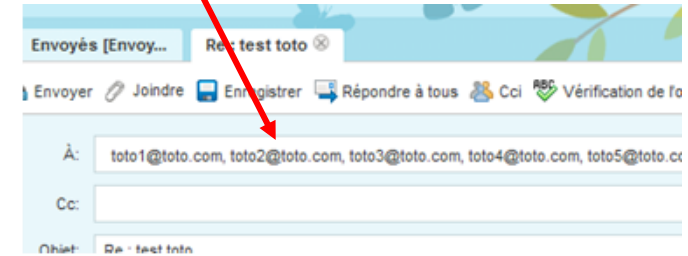 Envoyés [Envoy... Re : test toto
Envoyer Joindre Enregistrer Répondre à tous Cci ABC Vérification de l'o
À: toto1@toto.com, toto2@toto.com, toto3@toto.com, toto4@toto.com, toto5@toto.co
Cc:
Objet: Re : test toto